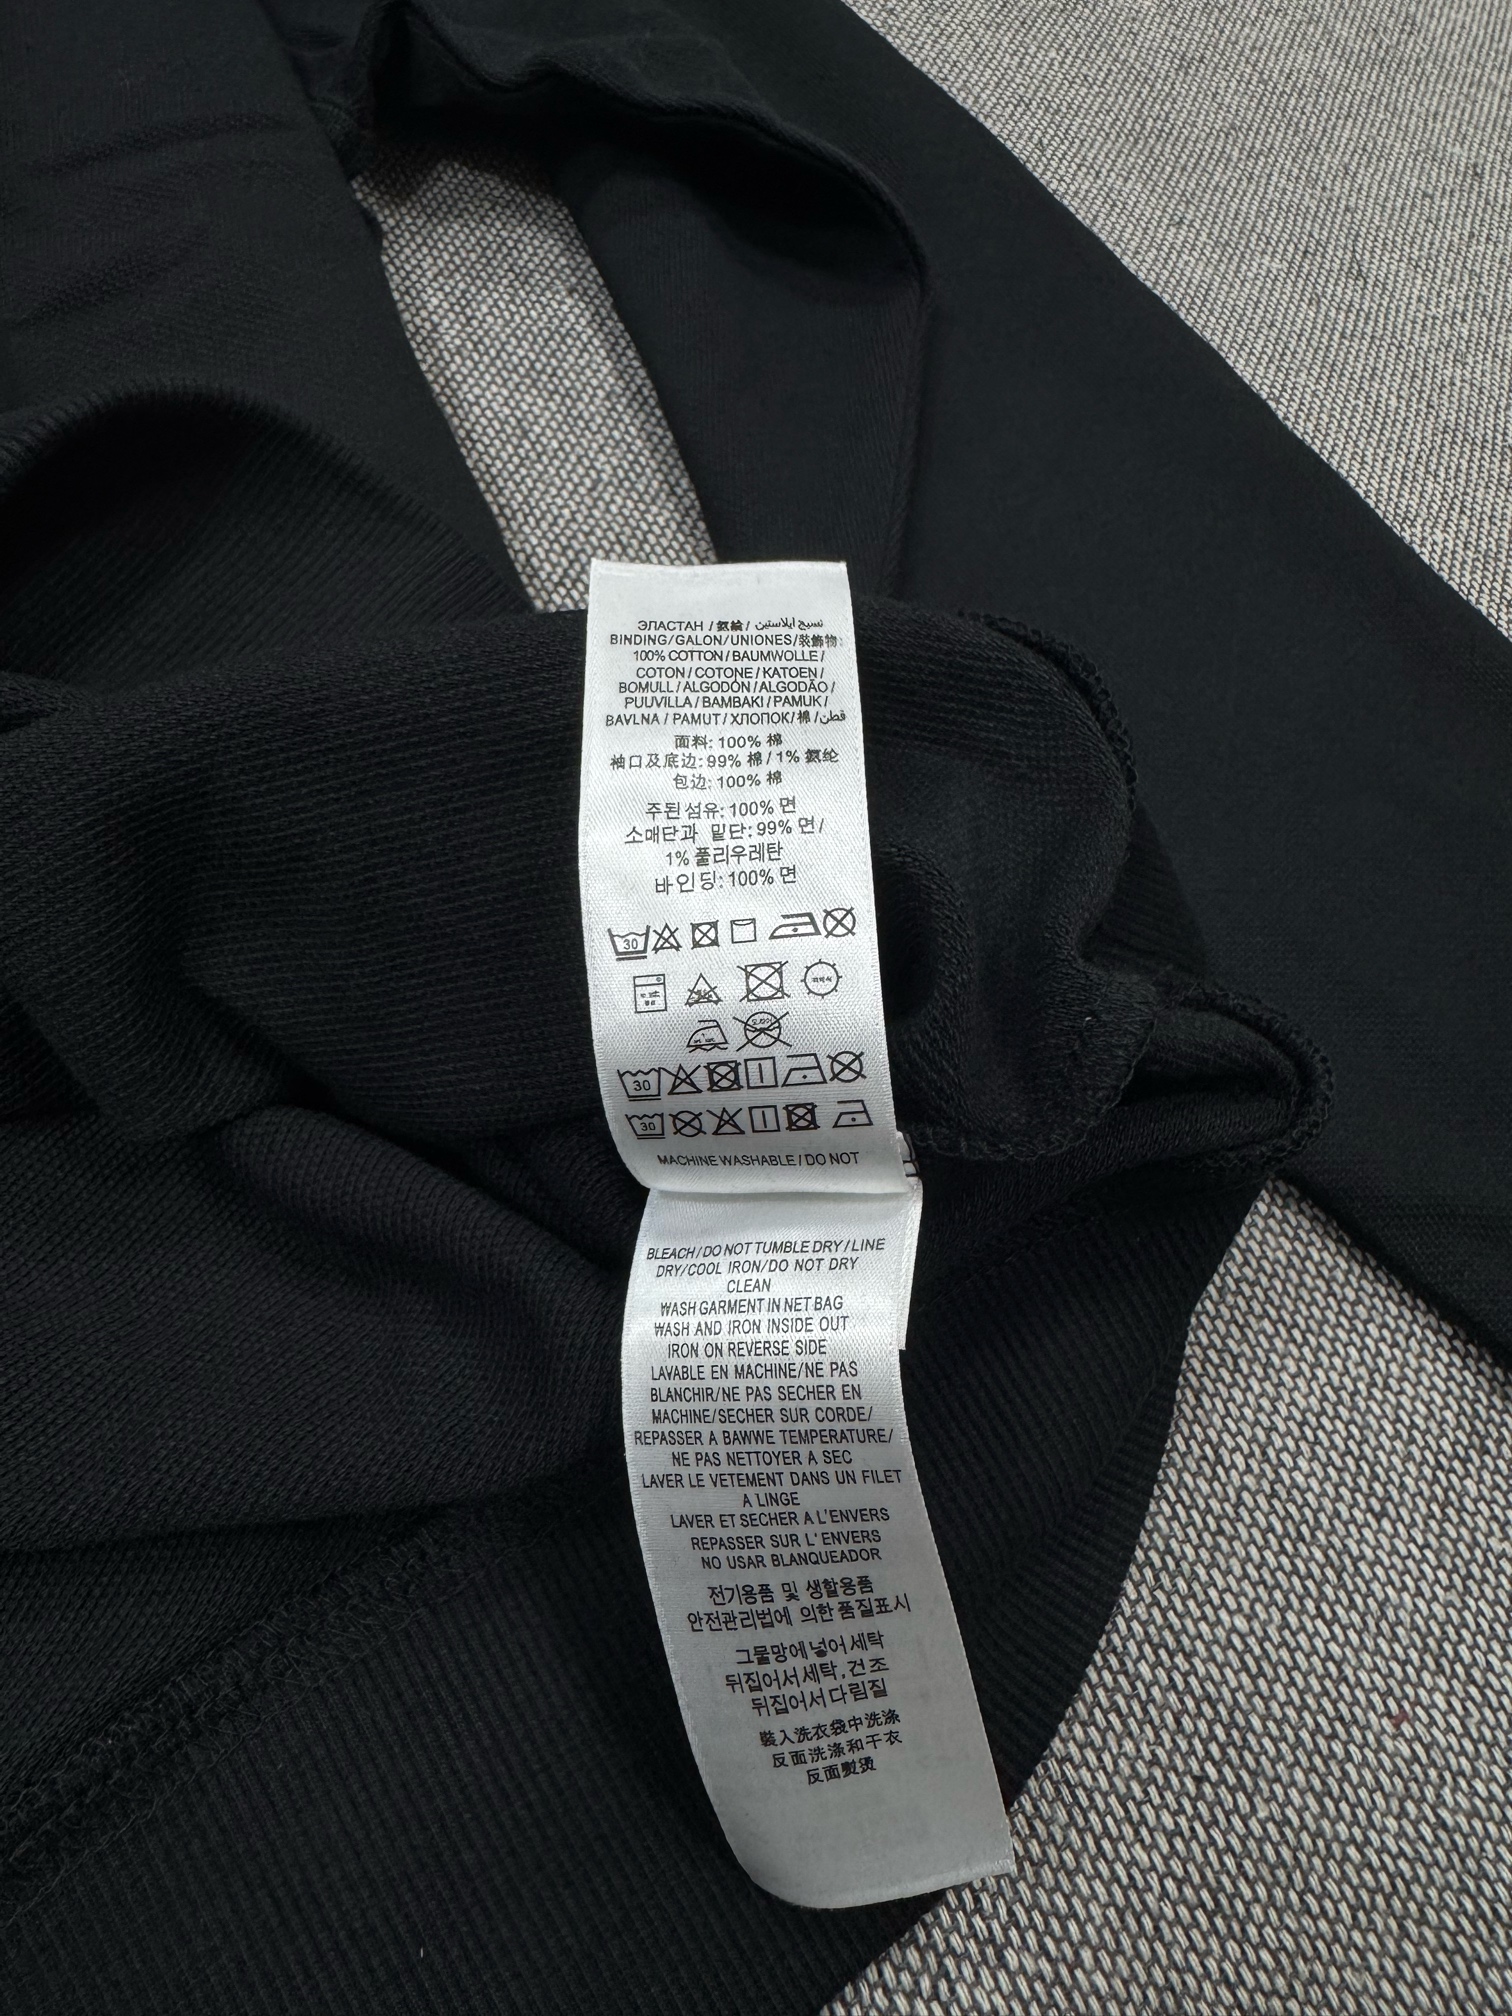 ЭЛАСТАН / 氨綸 / نسيج ايلاستين
BINDING/GALON/UNIONES/装飾物:
100% COTTON / BAUMWOLLE /
COTON / COTONE / KATOEN /
BOMULL / ALGODÓN / ALGODÃO /
PUUVILLA / BAMBAKI / PAMUK /
BAVLNA / PAMUT / ХЛОПОК/ 棉 / قطن
面料: 100% 棉
袖口及底边: 99% 棉 / 1% 氨纶
包边: 100% 棉
주된 섬유: 100% 면
소매단과 밑단: 99% 면 /
1% 폴리우레탄
바인딩: 100% 면
30
30
30
MACHINE WASHABLE / DO NOT
BLEACH / DO NOT TUMBLE DRY / LINE
DRY/COOL IRON/DO NOT DRY
CLEAN
WASH GARMENT IN NET BAG
WASH AND IRON INSIDE OUT
IRON ON REVERSE SIDE
LAVABLE EN MACHINE/NE PAS
BLANCHIR/NE PAS SECHER EN
MACHINE/SECHER SUR CORDE/
REPASSER A BAWWE TEMPERATURE/
NE PAS NETTOYER A SEC
LAVER LE VETEMENT DANS UN FILET
A LINGE
LAVER ET SECHER A L'ENVERS
REPASSER SUR L' ENVERS
NO USAR BLANQUEADOR
전기용품 및 생활용품
안전관리법에 의한 품질표시
그물망에 넣어 세탁
뒤집어서 세탁, 건조
뒤집어서 다림질
裝入洗衣袋中洗滌
反面洗滌和干衣
反面熨燙